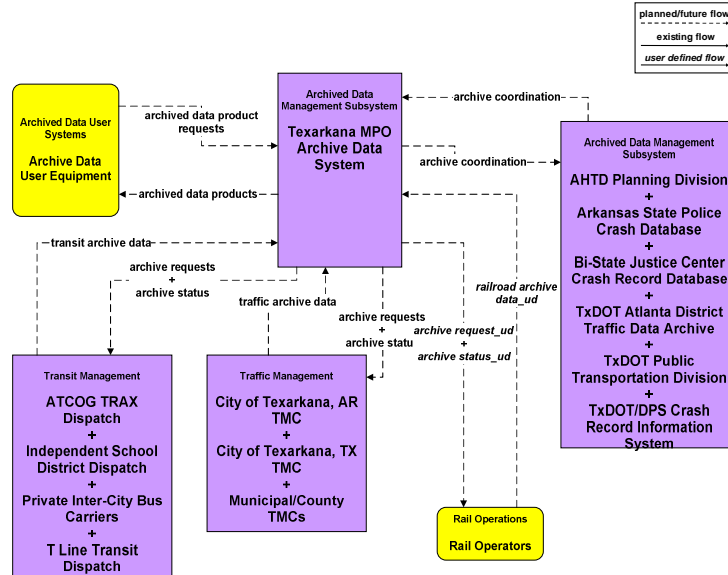 planned/future flow
existing flow
user defined flow
Archived Data User
Systems
Archive Data
User Equipment
archived data product
requests
archived data products
Archived Data
Management Subsystem
Texarkana MPO
Archive Data
System
archive coordination
archive coordination
Archived Data Management
Subsystem
AHTD Planning Division
+
Arkansas State Police
Crash Database
+
Bi-State Justice Center
Crash Record Database
+
TxDOT Atlanta District
Traffic Data Archive
+
TxDOT Public
Transportation Division
+
TxDOT/DPS Crash
Record Information
System
transit archive data
archive requests
+
archive status
traffic archive data
archive requests
+
archive statu
archive request_ud
+
archive status_ud
railroad archive
data_ud
Transit Management
ATCOG TRAX
Dispatch
+
Independent School
District Dispatch
+
Private Inter-City Bus
Carriers
+
T Line Transit
Dispatch
Traffic Management
City of Texarkana, AR
TMC
+
City of Texarkana, TX
TMC
+
Municipal/County
TMCs
Rail Operations
Rail Operators